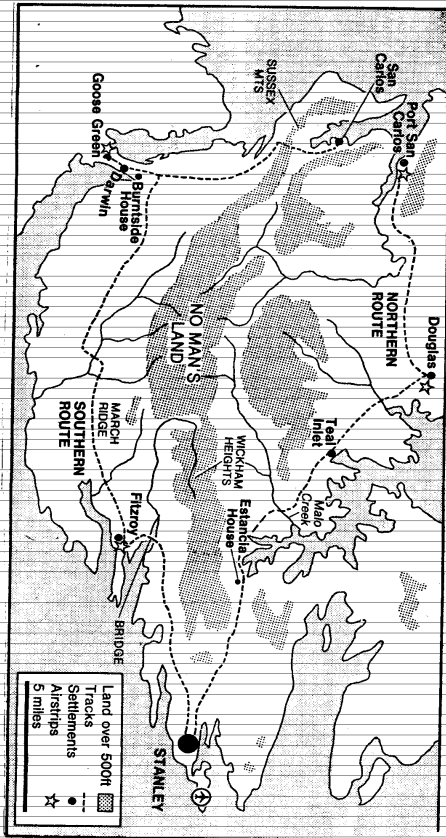 San
Carlos
Port San
Carlos
SUSSEX
MTS
Goose Green
Darwin
Burntside
House
NORTHERN
ROUTE
Douglas
Teal
Inlet
Malo
Creek
NO MAN'S
LAND
WICKHAM
HEIGHTS
Estancia
House
MARCH
RIDGE
SOUTHERN
ROUTE
Fitzroy
BRIDGE
STANLEY
Land over 500ft
Tracks
Settlements
Airstrips
5 miles